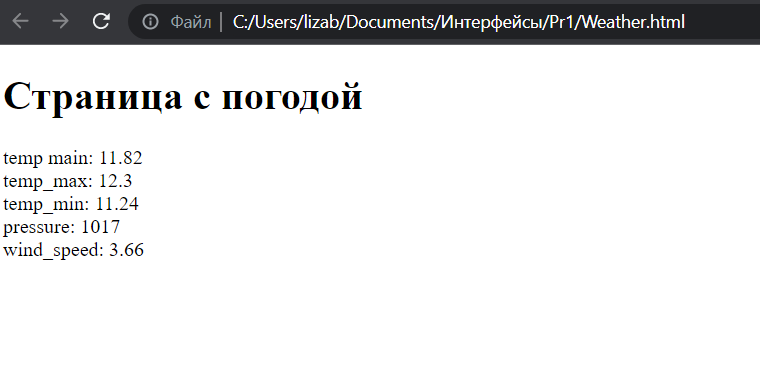 Файл | C:/Users/lizab/Documents/Интерфейсы/Pr1/Weather.html
Страница с погодой
temp main: 11.82
temp_max: 12.3
temp_min: 11.24
pressure: 1017
wind_speed: 3.66